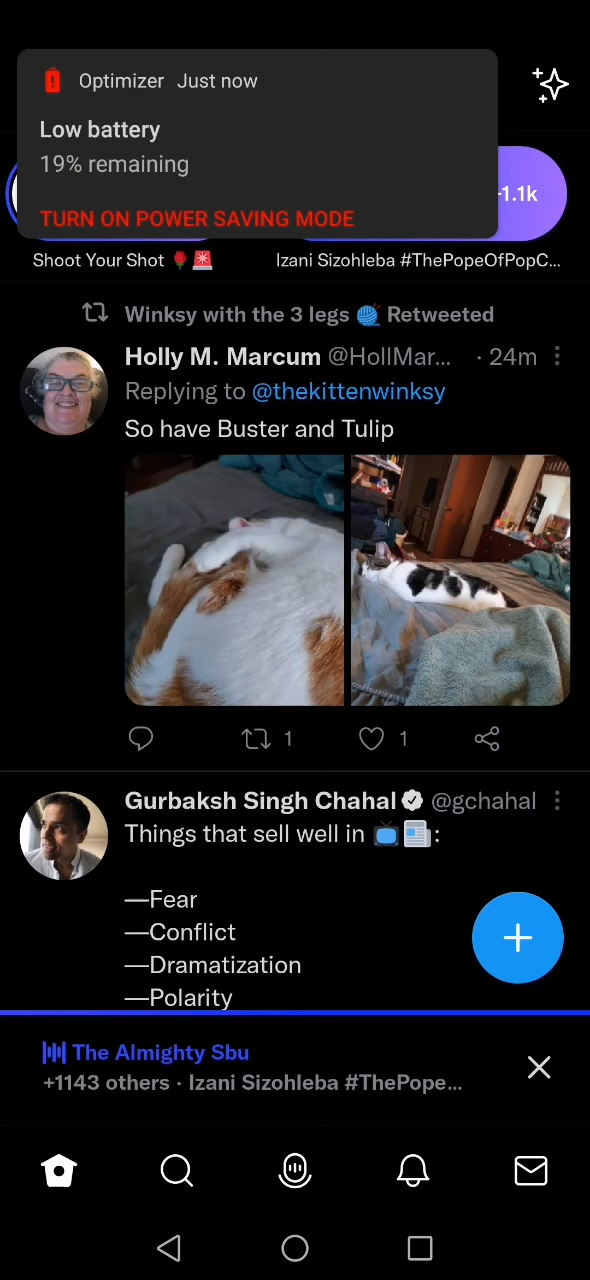 Optimizer Just now
Low battery
19% remaining
TURN ON POWER SAVING MODE
+1.1k
Shoot Your Shot 🌹🚨
Izani Sizohleba #ThePopeOfPopC...
Winksy with the 3 legs 🧶 Retweeted
Holly M. Marcum @HollMar... · 24m
Replying to @thekittenwinksy
So have Buster and Tulip
1 1
Gurbaksh Singh Chahal @gchahal
Things that sell well in 📺📰:
—Fear
—Conflict
—Dramatization
—Polarity
The Almighty Sbu
+1143 others · Izani Sizohleba #ThePope...